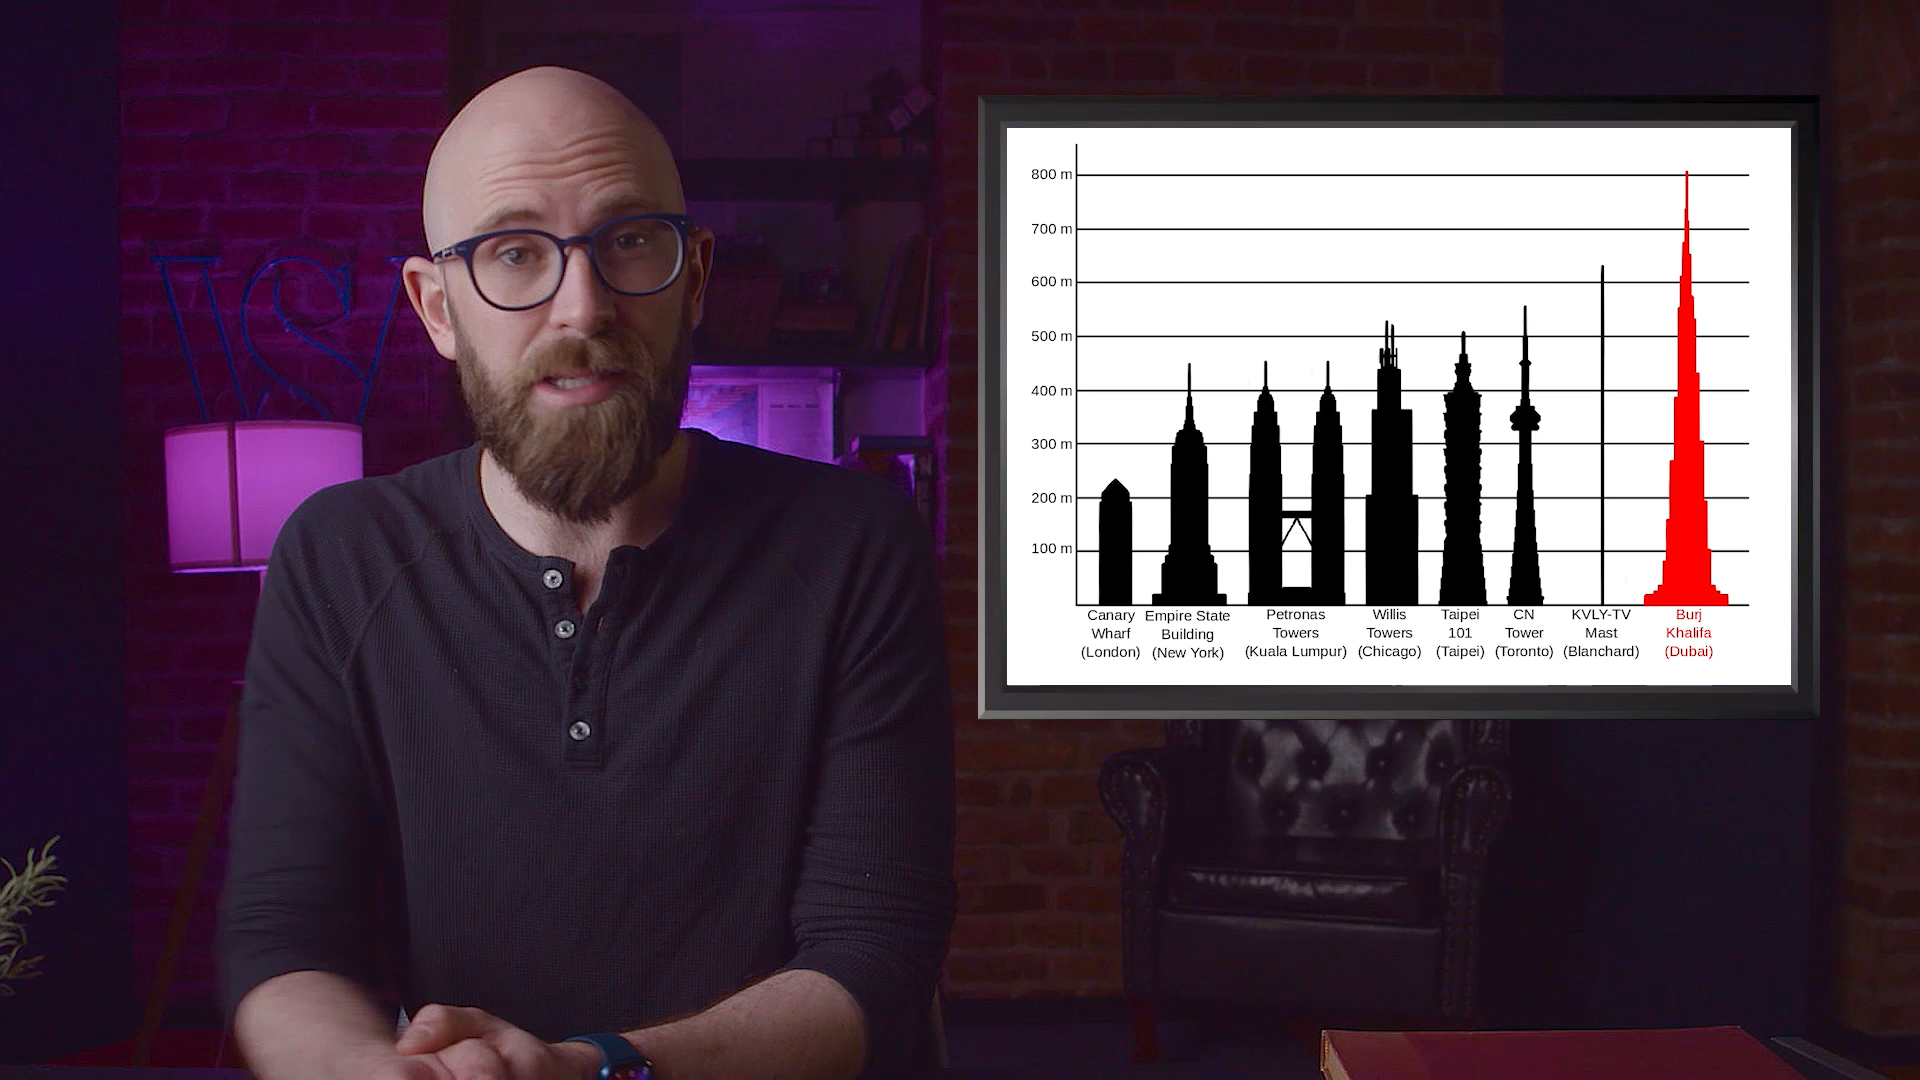 800 m
700 m
600 m
500 m
400 m
300 m
200 m
100 m
Canary
Wharf
(London)
Empire State
Building
(New York)
Petronas
Towers
(Kuala Lumpur)
Willis
Towers
(Chicago)
Taipei
101
(Taipei)
CN
Tower
(Toronto)
KVLY-TV
Mast
(Blanchard)
Burj
Khalifa
(Dubai)